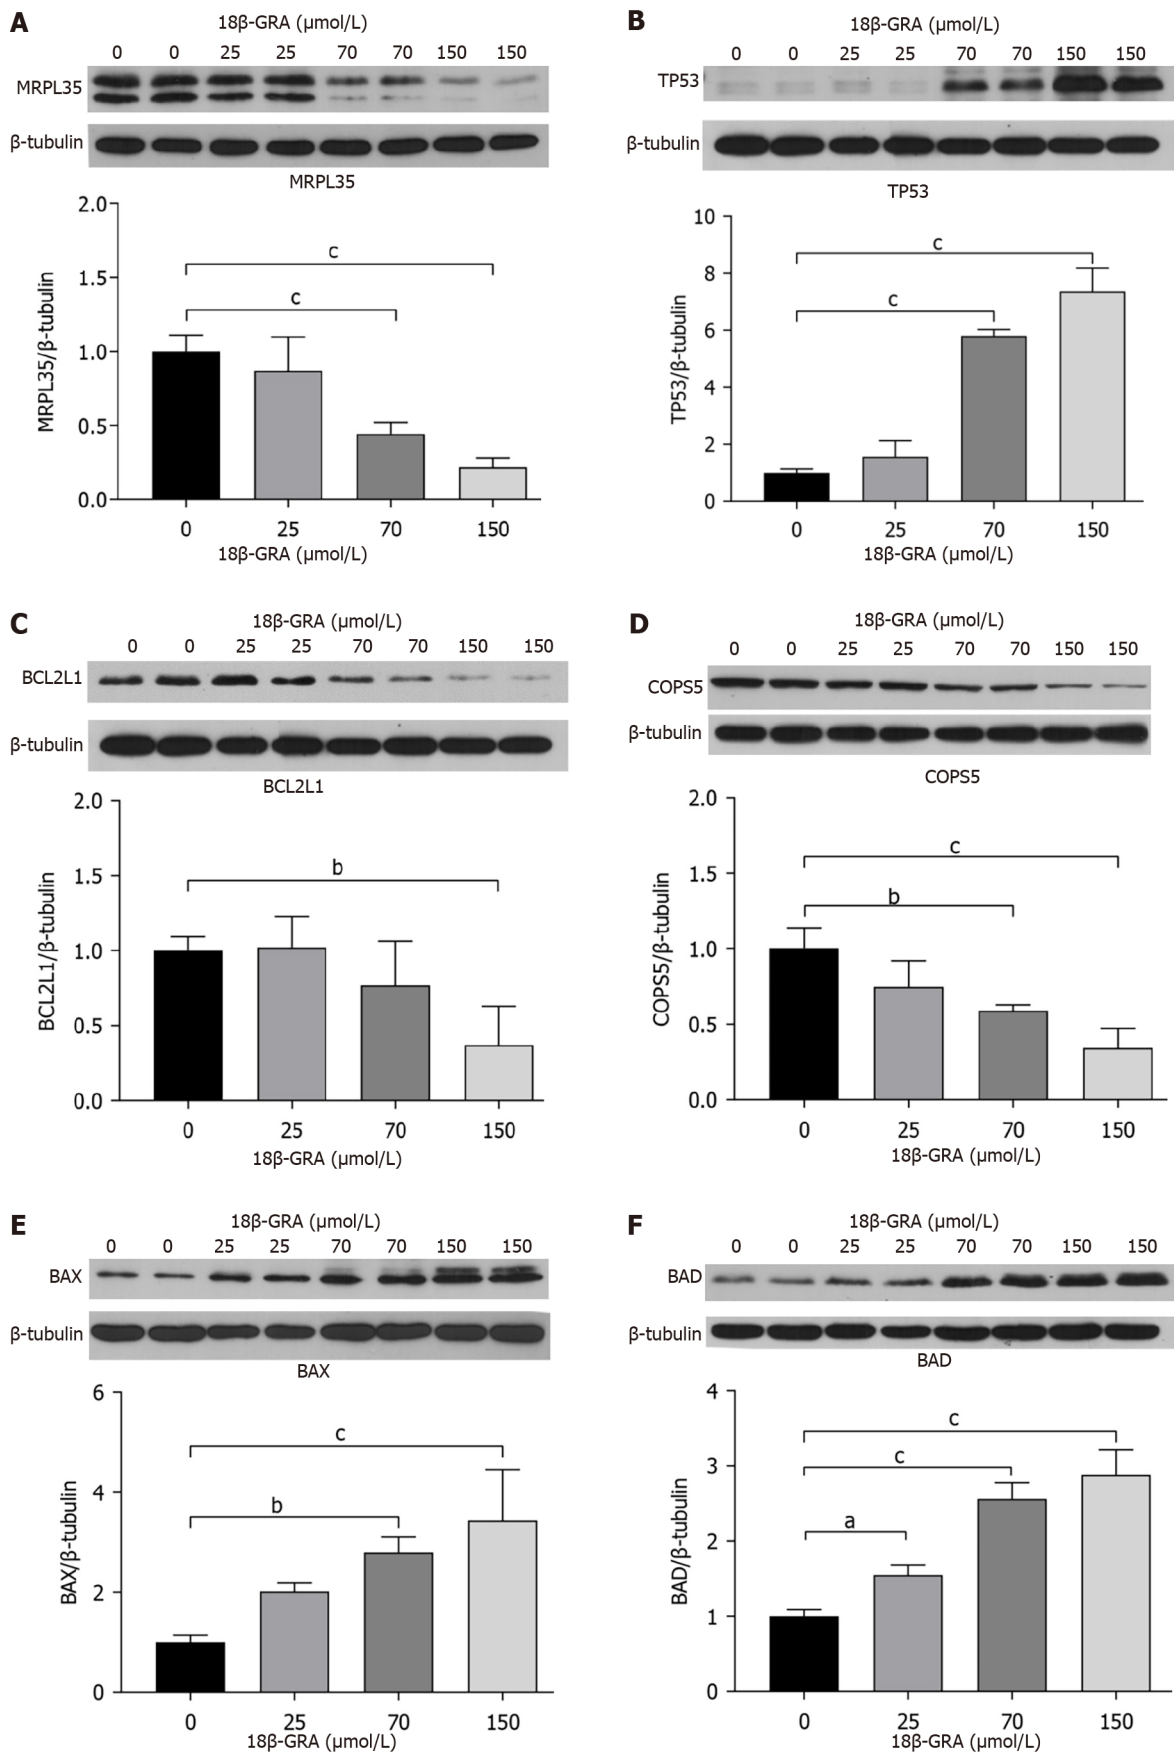 A
18β-GRA (μmol/L)
0 0 25 25 70 70 150 150
MRPL35
β-tubulin
MRPL35
2.0
1.5
1.0
0.5
0.0
MRPL35/β-tubulin
c
c
0 25 70 150
18β-GRA (μmol/L)
B
18β-GRA (μmol/L)
0 0 25 25 70 70 150 150
TP53
β-tubulin
TP53
10
8
6
4
2
0
TP53/β-tubulin
c
c
0 25 70 150
18β-GRA (μmol/L)
C
18β-GRA (μmol/L)
0 0 25 25 70 70 150 150
BCL2L1
β-tubulin
BCL2L1
2.0
1.5
1.0
0.5
0.0
BCL2L1/β-tubulin
b
0 25 70 150
18β-GRA (μmol/L)
D
18β-GRA (μmol/L)
0 0 25 25 70 70 150 150
COPS5
β-tubulin
COPS5
2.0
1.5
1.0
0.5
0.0
COPS5/β-tubulin
c
b
0 25 70 150
18β-GRA (μmol/L)
E
18β-GRA (μmol/L)
0 0 25 25 70 70 150 150
BAX
β-tubulin
BAX
6
4
2
0
BAX/β-tubulin
c
b
0 25 70 150
18β-GRA (μmol/L)
F
18β-GRA (μmol/L)
0 0 25 25 70 70 150 150
BAD
β-tubulin
BAD
4
3
2
1
0
BAD/β-tubulin
c
c
a
0 25 70 150
18β-GRA (μmol/L)